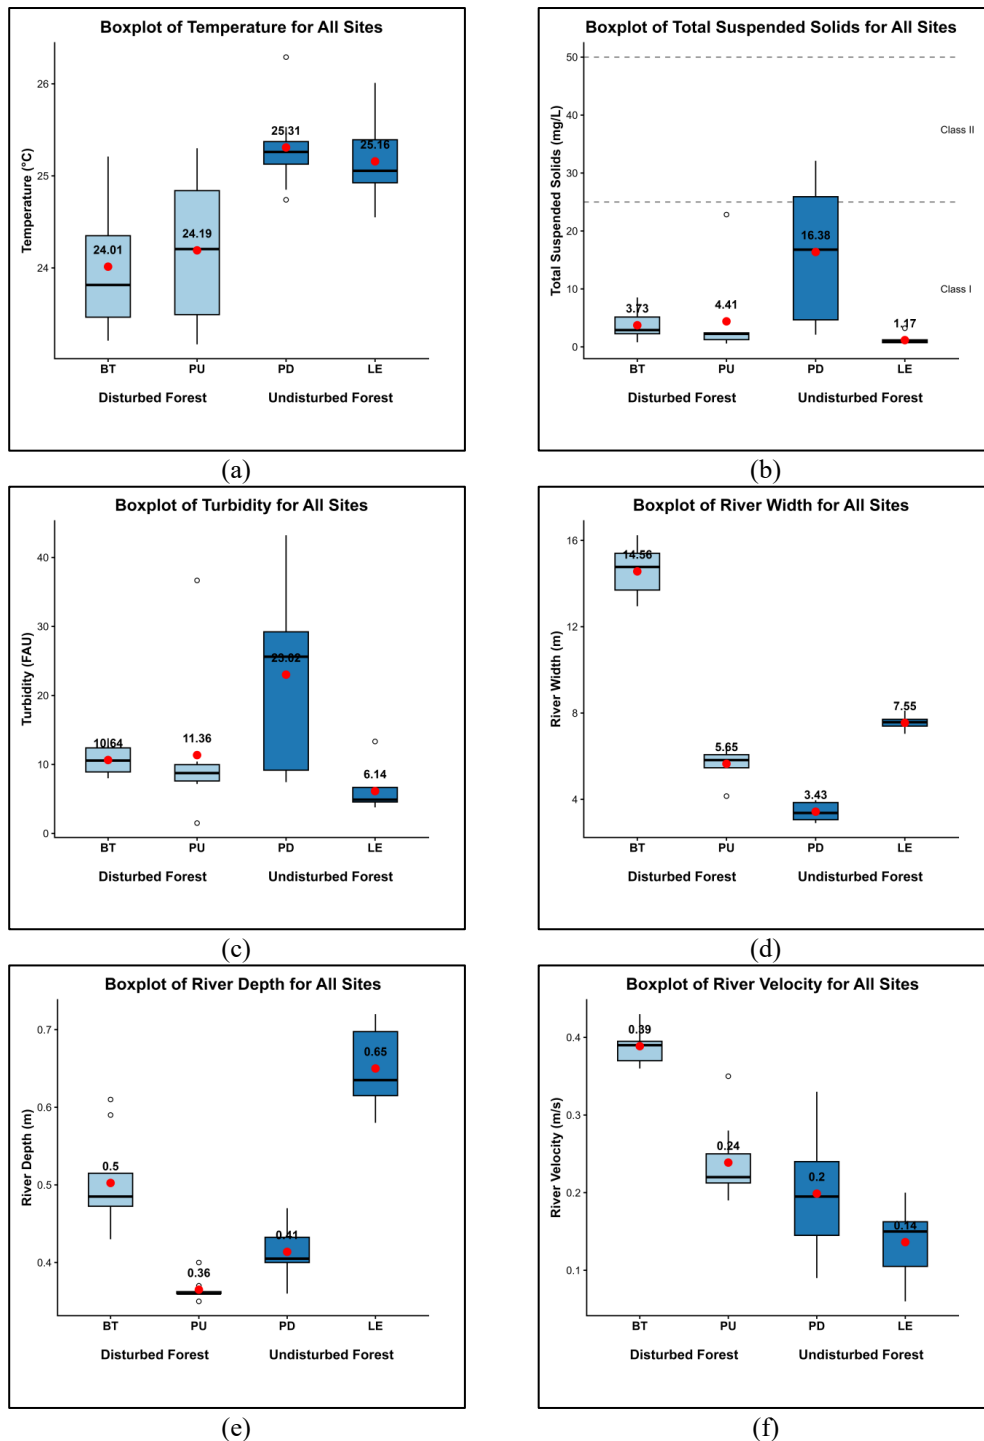 Boxplot of Temperature for All Sites
Temperature (°C)
26
25
24
24.01
24.19
25.31
25.16
BT PU PD LE
Disturbed Forest Undisturbed Forest
(a)
Boxplot of Total Suspended Solids for All Sites
Total Suspended Solids (mg/L)
50
40
30
20
10
0
Class II
Class I
3.73
4.41
16.38
1.17
BT PU PD LE
Disturbed Forest Undisturbed Forest
(b)
Boxplot of Turbidity for All Sites
Turbidity (FAU)
40
30
20
10
0
10.64
11.36
23.02
6.14
BT PU PD LE
Disturbed Forest Undisturbed Forest
(c)
Boxplot of River Width for All Sites
River Width (m)
16
12
8
4
14.56
5.65
3.43
7.55
BT PU PD LE
Disturbed Forest Undisturbed Forest
(d)
Boxplot of River Depth for All Sites
River Depth (m)
0.7
0.6
0.5
0.4
0.5
0.36
0.41
0.65
BT PU PD LE
Disturbed Forest Undisturbed Forest
(e)
Boxplot of River Velocity for All Sites
River Velocity (m/s)
0.4
0.3
0.2
0.1
0.39
0.24
0.2
0.14
BT PU PD LE
Disturbed Forest Undisturbed Forest
(f)